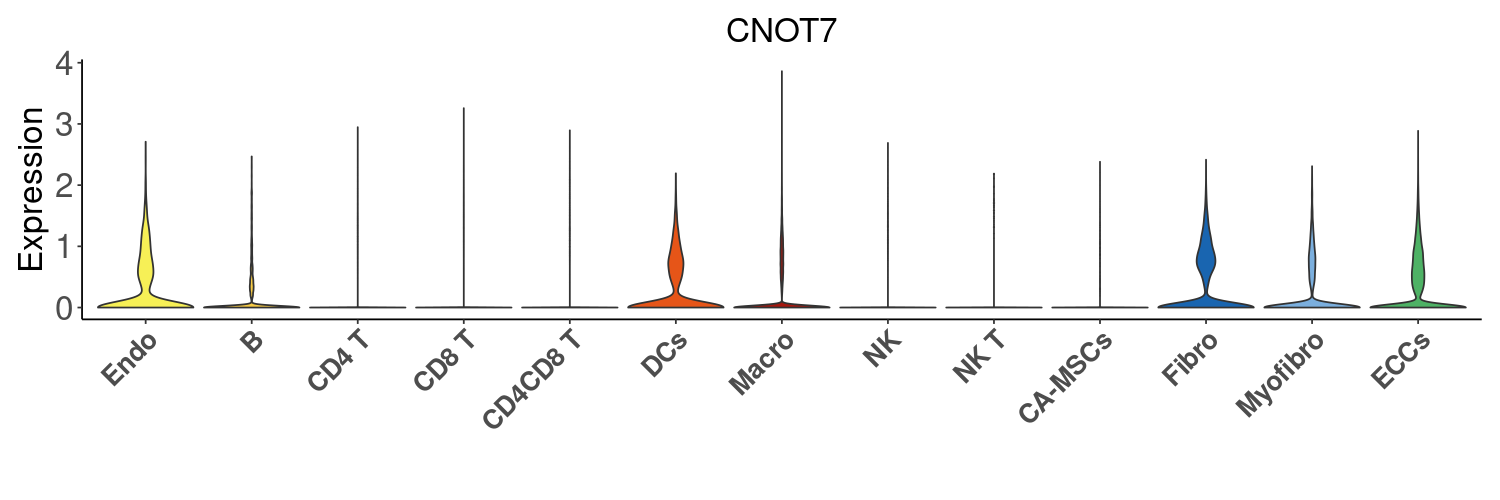 CNOT7
Expression
4
3
2
1
0
Endo
B
CD4 T
CD8 T
CD4CD8 T
DCs
Macro
NK
NK T
CA-MSCs
Fibro
Myofibro
ECCs